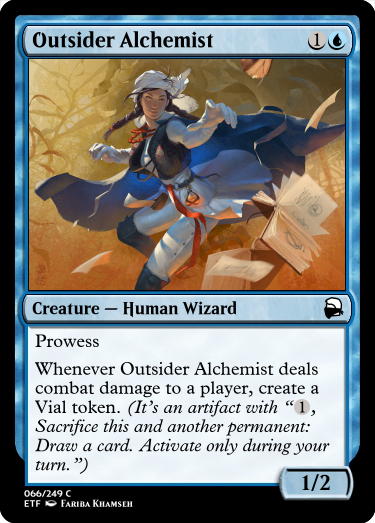 Outsider Alchemist 1
Creature — Human Wizard
Prowess
Whenever Outsider Alchemist deals
combat damage to a player, create a
Vial token. (It's an artifact with “1,
Sacrifice this and another permanent:
Draw a card. Activate only during your
turn.”)
1/2
066/249 C
ETF Fariba Khamseh